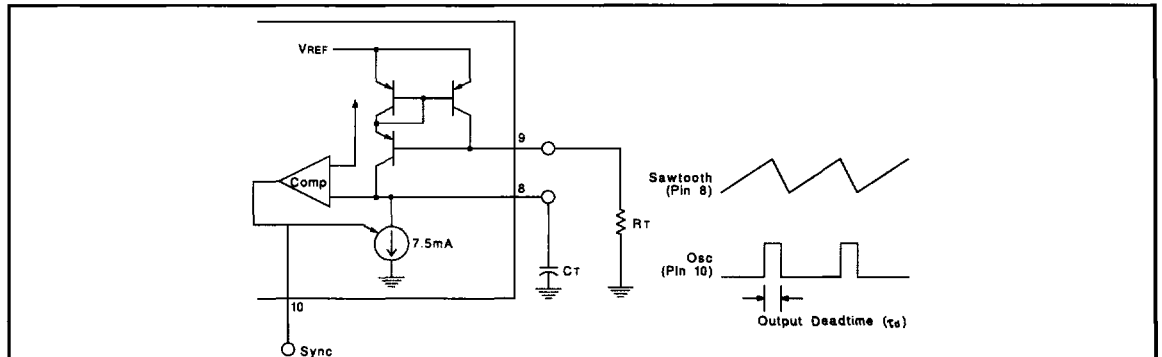 VREF
9
Comp
8
RT
7.5mA
CT
10
Sync
Sawtooth
(Pin 8)
Osc
(Pin 10)
Output Deadtime (τd)